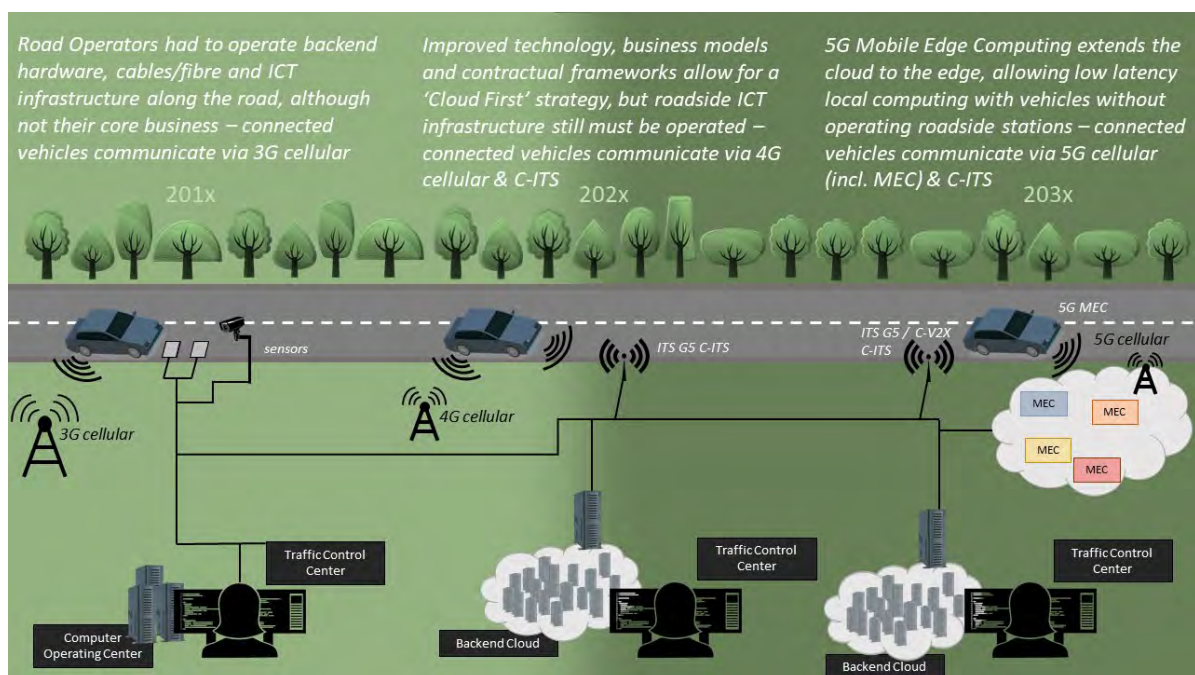 Road Operators had to operate backend
hardware, cables/fibre and ICT
infrastructure along the road, although
not their core business – connected
vehicles communicate via 3G cellular
201x
Improved technology, business models
and contractual frameworks allow for a
‘Cloud First’ strategy, but roadside ICT
infrastructure still must be operated –
connected vehicles communicate via 4G
cellular & C-ITS
202x
5G Mobile Edge Computing extends the
cloud to the edge, allowing low latency
local computing with vehicles without
operating roadside stations – connected
vehicles communicate via 5G cellular
(incl. MEC) & C-ITS
203x
sensors
ITS G5 C-ITS
ITS G5 / C-V2X
C-ITS
5G MEC
5G cellular
3G cellular
4G cellular
MEC
MEC
MEC
MEC
Traffic Control
Center
Computer
Operating Center
Traffic Control
Center
Backend Cloud
Traffic Control
Center
Backend Cloud